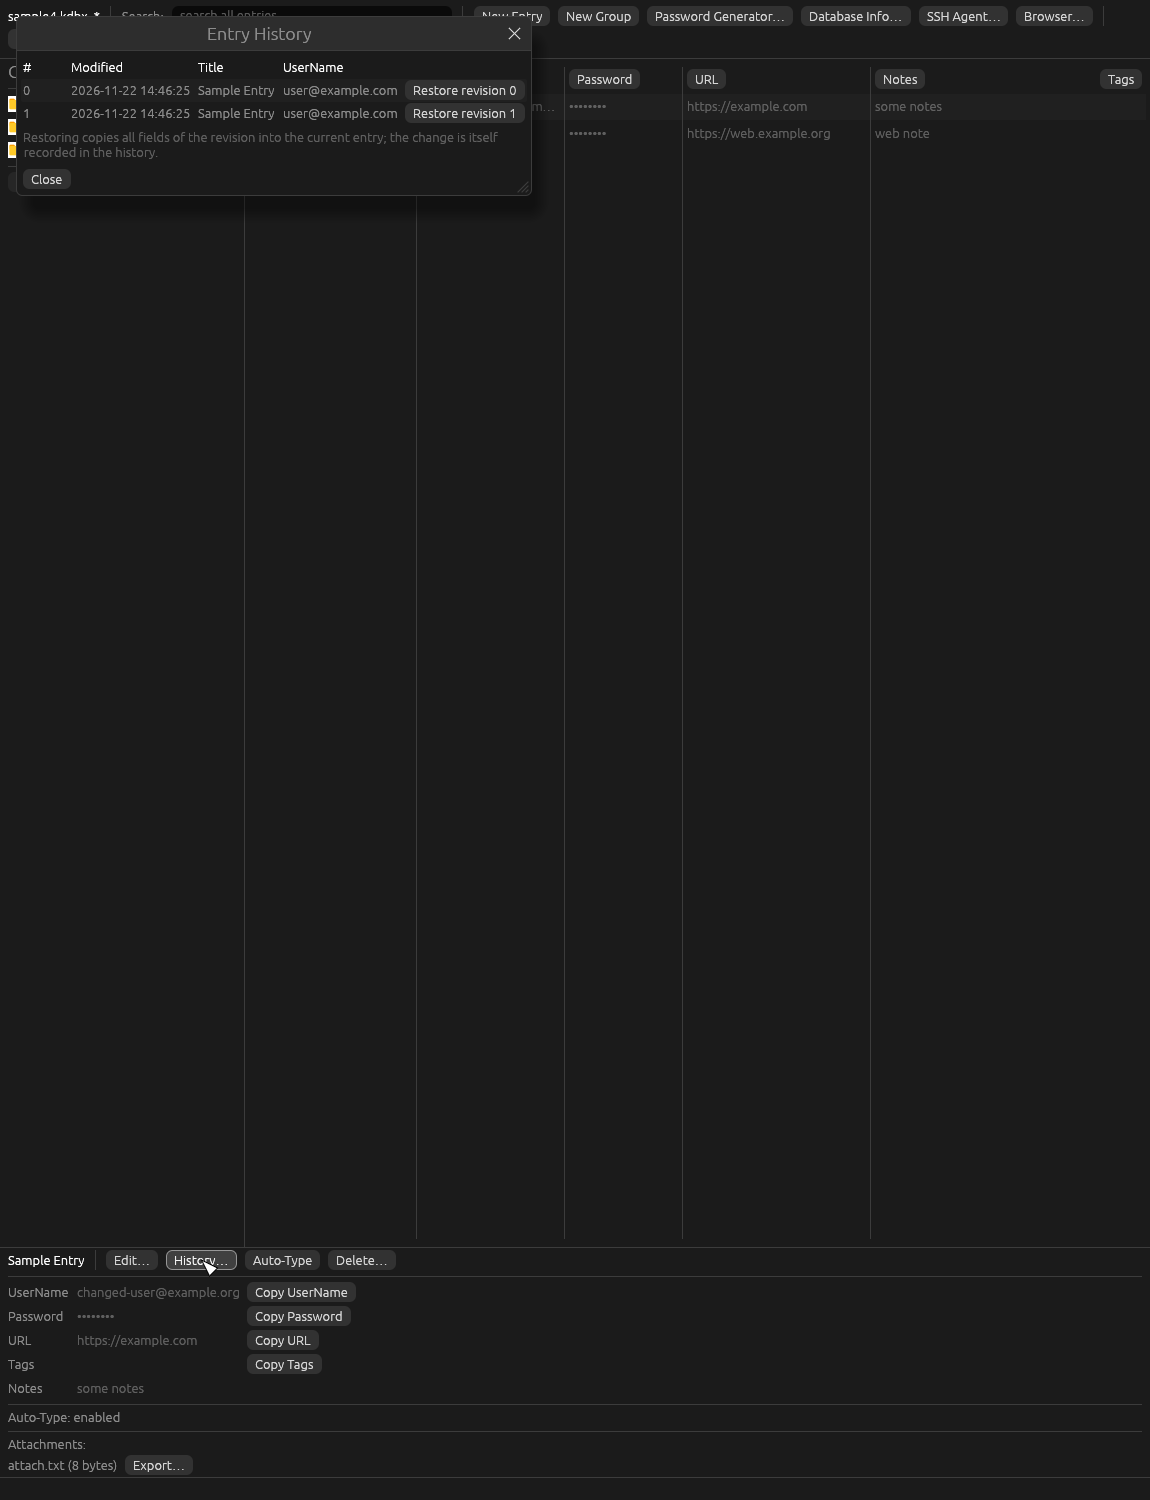 sample4.kdbx *
Search:
search all entries
New Entry
New Group
Password Generator…
Database Info…
SSH Agent…
Browser…
Entry History
# Modified Title UserName
0 2026-11-22 14:46:25 Sample Entry user@example.com Restore revision 0
1 2026-11-22 14:46:25 Sample Entry user@example.com Restore revision 1
Restoring copies all fields of the revision into the current entry; the change is itself
recorded in the history.
Close
Password URL Notes Tags
m… •••••••• https://example.com some notes
•••••••• https://web.example.org web note
Sample Entry Edit… History… Auto-Type Delete…
UserName changed-user@example.org Copy UserName
Password •••••••• Copy Password
URL https://example.com Copy URL
Tags Copy Tags
Notes some notes
Auto-Type: enabled
Attachments:
attach.txt (8 bytes) Export…